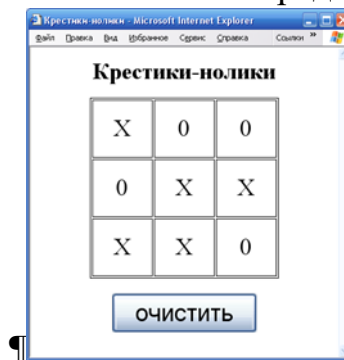 Крестики-нолики - Microsoft Internet Explorer
Файл Правка Вид Избранное Сервис Справка Ссылки »
Крестики-нолики
X 0 0
0 X X
X X 0
ОЧИСТИТЬ
¶